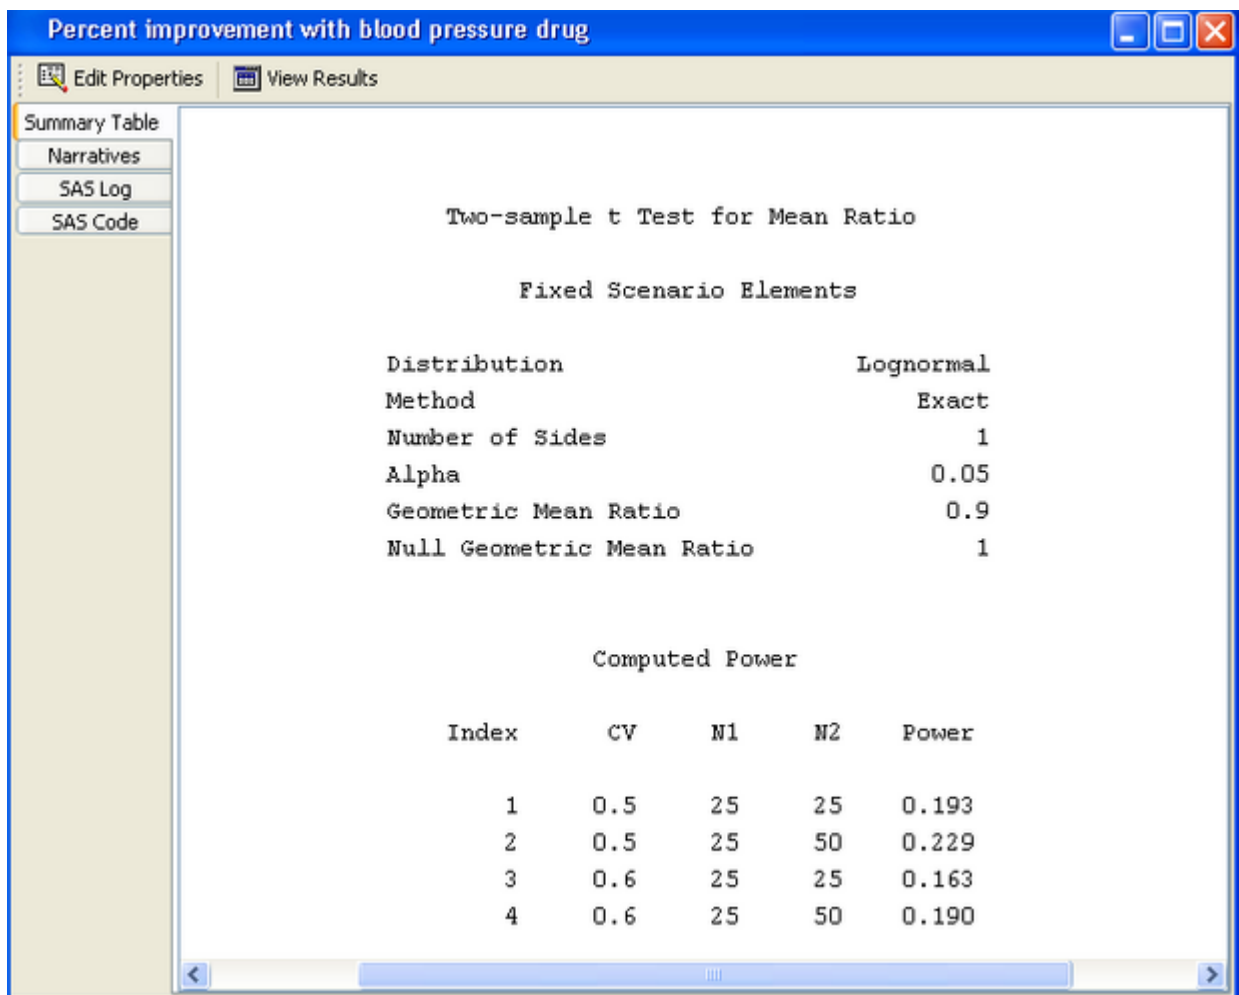 Percent improvement with blood pressure drug
Edit Properties View Results
Summary Table
Narratives
SAS Log
SAS Code
Two-sample t Test for Mean Ratio
Fixed Scenario Elements
Distribution Lognormal
Method Exact
Number of Sides 1
Alpha 0.05
Geometric Mean Ratio 0.9
Null Geometric Mean Ratio 1
Computed Power
Index CV N1 N2 Power
1 0.5 25 25 0.193
2 0.5 25 50 0.229
3 0.6 25 25 0.163
4 0.6 25 50 0.190